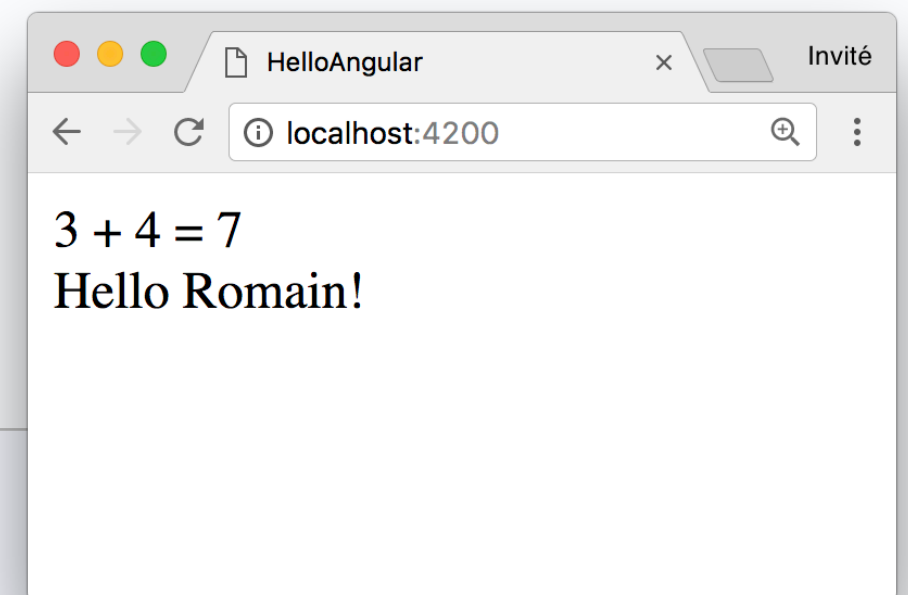 HelloAngular
Invité
localhost:4200
3 + 4 = 7
Hello Romain!